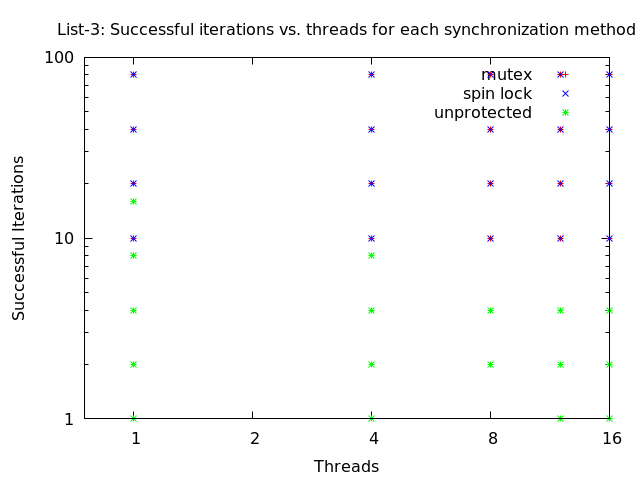 List-3: Successful iterations vs. threads for each synchronization method
100
mutex
spin lock
unprotected
Successful Iterations
10
1
1 2 4 8 16
Threads